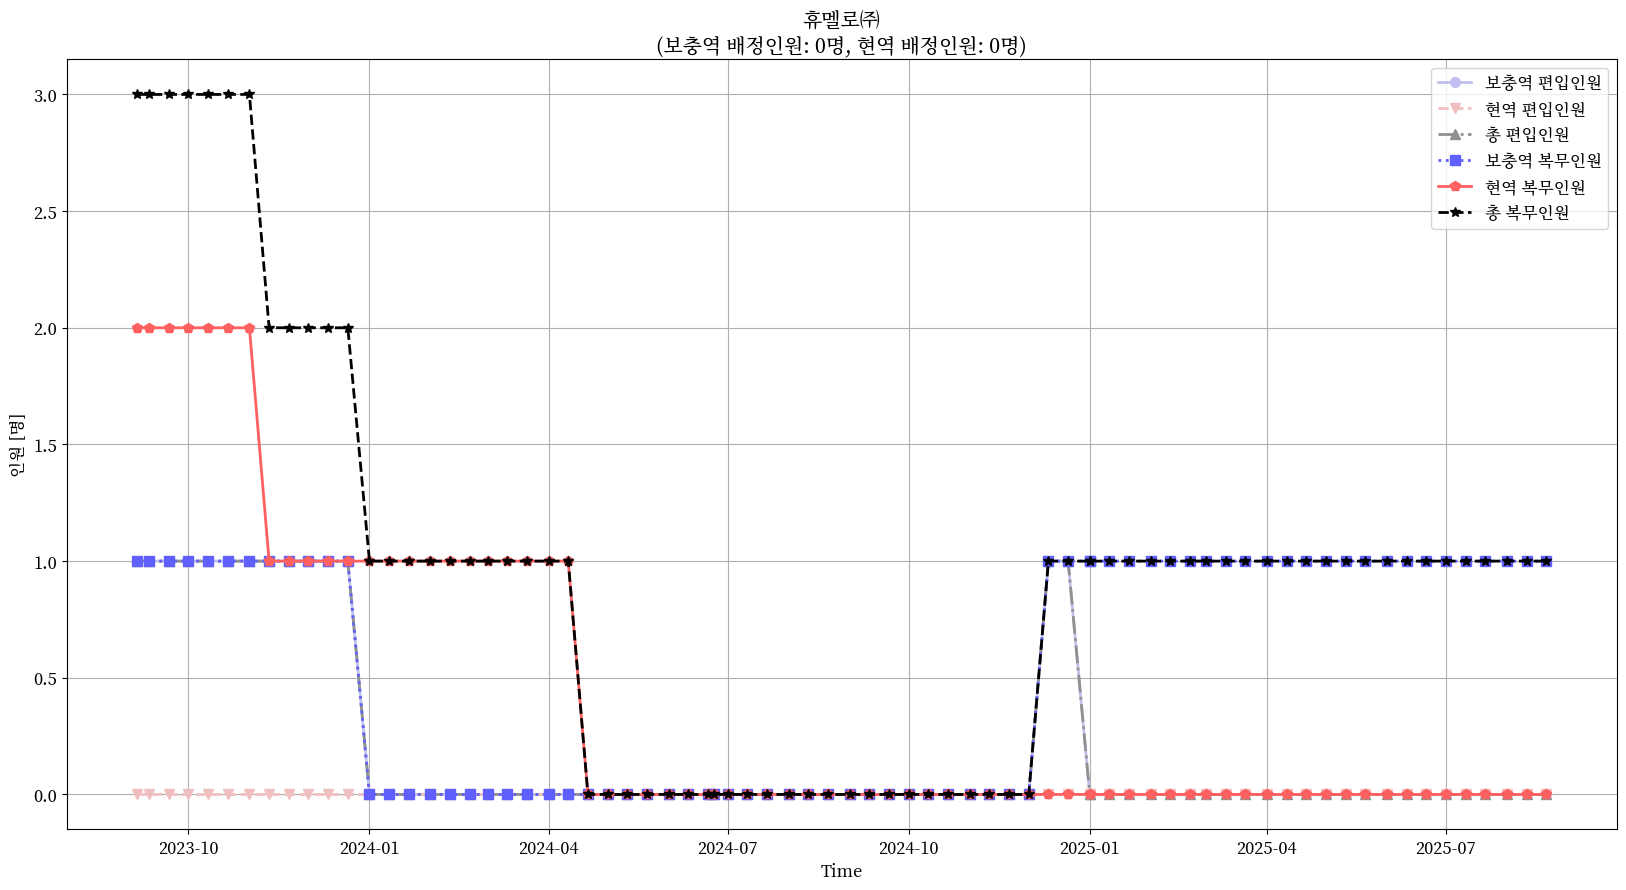 휴멜로㈜
(보충역 배정인원: 0명, 현역 배정인원: 0명)
보충역 편입인원
현역 편입인원
총 편입인원
보충역 복무인원
현역 복무인원
총 복무인원
인원 [명]
3.0
2.5
2.0
1.5
1.0
0.5
0.0
2023-10
2024-01
2024-04
2024-07
2024-10
2025-01
2025-04
2025-07
Time